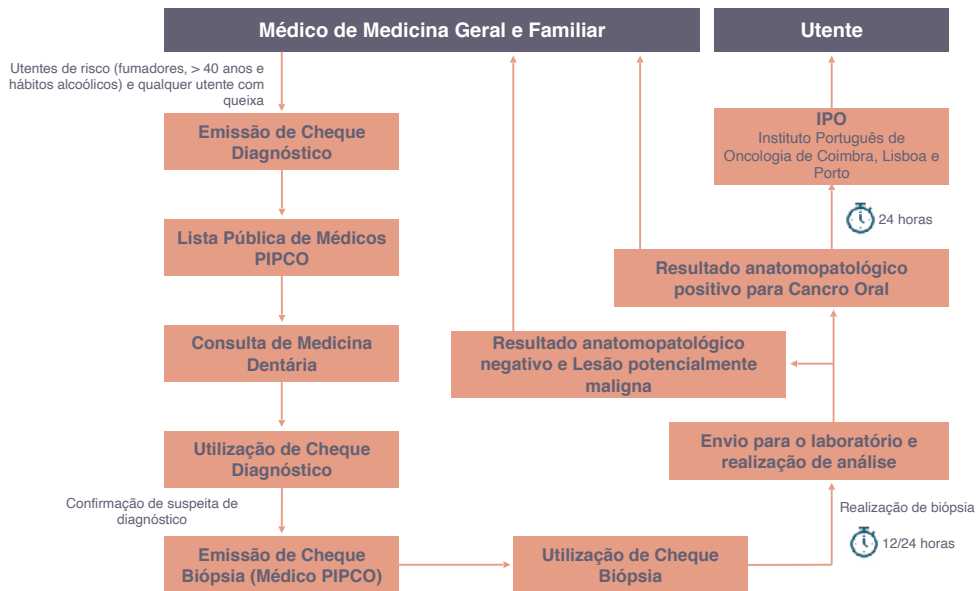 Médico de Medicina Geral e Familiar
Utente
Utentes de risco (fumadores, > 40 anos e
hábitos alcoólicos) e qualquer utente com
queixa
Emissão de Cheque
Diagnóstico
Lista Pública de Médicos
PIPCO
Consulta de Medicina
Dentária
Utilização de Cheque
Diagnóstico
Confirmação de suspeita de
diagnóstico
Emissão de Cheque
Biópsia (Médico PIPCO)
Utilização de Cheque
Biópsia
Realização de biópsia
12/24 horas
Envio para o laboratório e
realização de análise
Resultado anatomopatológico
negativo e Lesão potencialmente
maligna
Resultado anatomopatológico
positivo para Cancro Oral
24 horas
IPO
Instituto Português de
Oncologia de Coimbra, Lisboa e
Porto